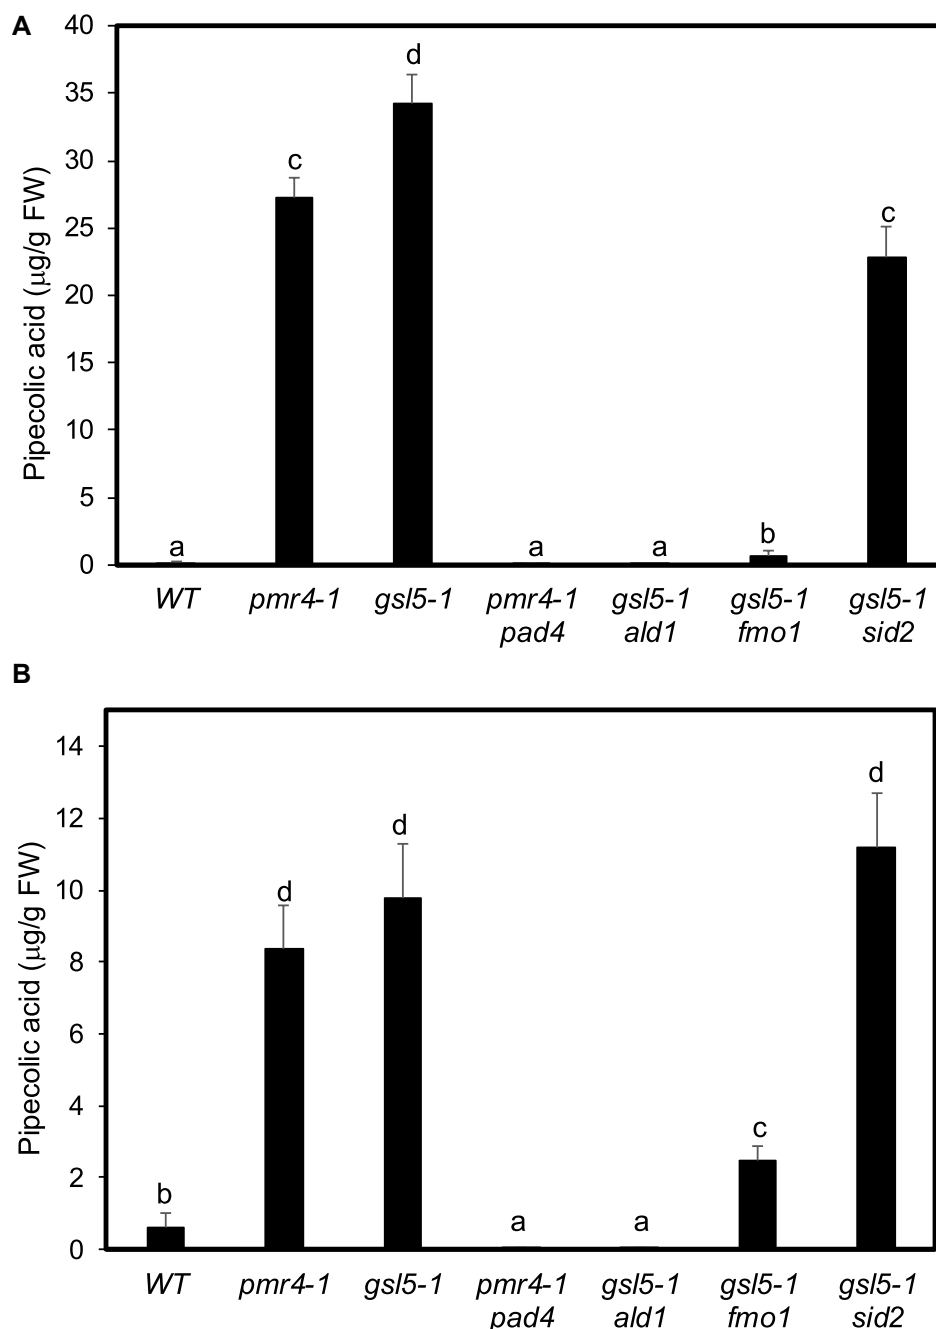 A
Pipecolic acid (µg/g FW)
40
35
30
25
20
15
10
5
0
a
c
d
a
a
b
c
WT
pmr4-1
gsl5-1
pmr4-1
pad4
gsl5-1
ald1
gsl5-1
fmo1
gsl5-1
sid2
B
Pipecolic acid (µg/g FW)
14
12
10
8
6
4
2
0
b
d
d
a
a
c
d
WT
pmr4-1
gsl5-1
pmr4-1
pad4
gsl5-1
ald1
gsl5-1
fmo1
gsl5-1
sid2